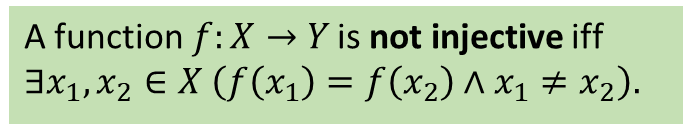 A function 𝑓: 𝑋 → 𝑌 is not injective iff
∃𝑥₁, 𝑥₂ ∈ 𝑋 (𝑓(𝑥₁) = 𝑓(𝑥₂) ∧ 𝑥₁ ≠ 𝑥₂).